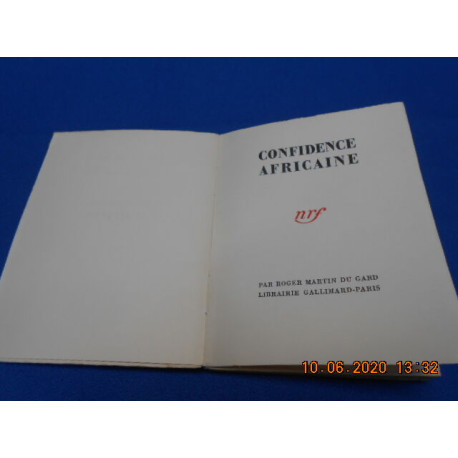 CONFIDENCE
AFRICAINE
nrf
PAR ROGER MARTIN DU GARD
LIBRAIRIE GALLIMARD-PARIS
10.06.2020 13:32